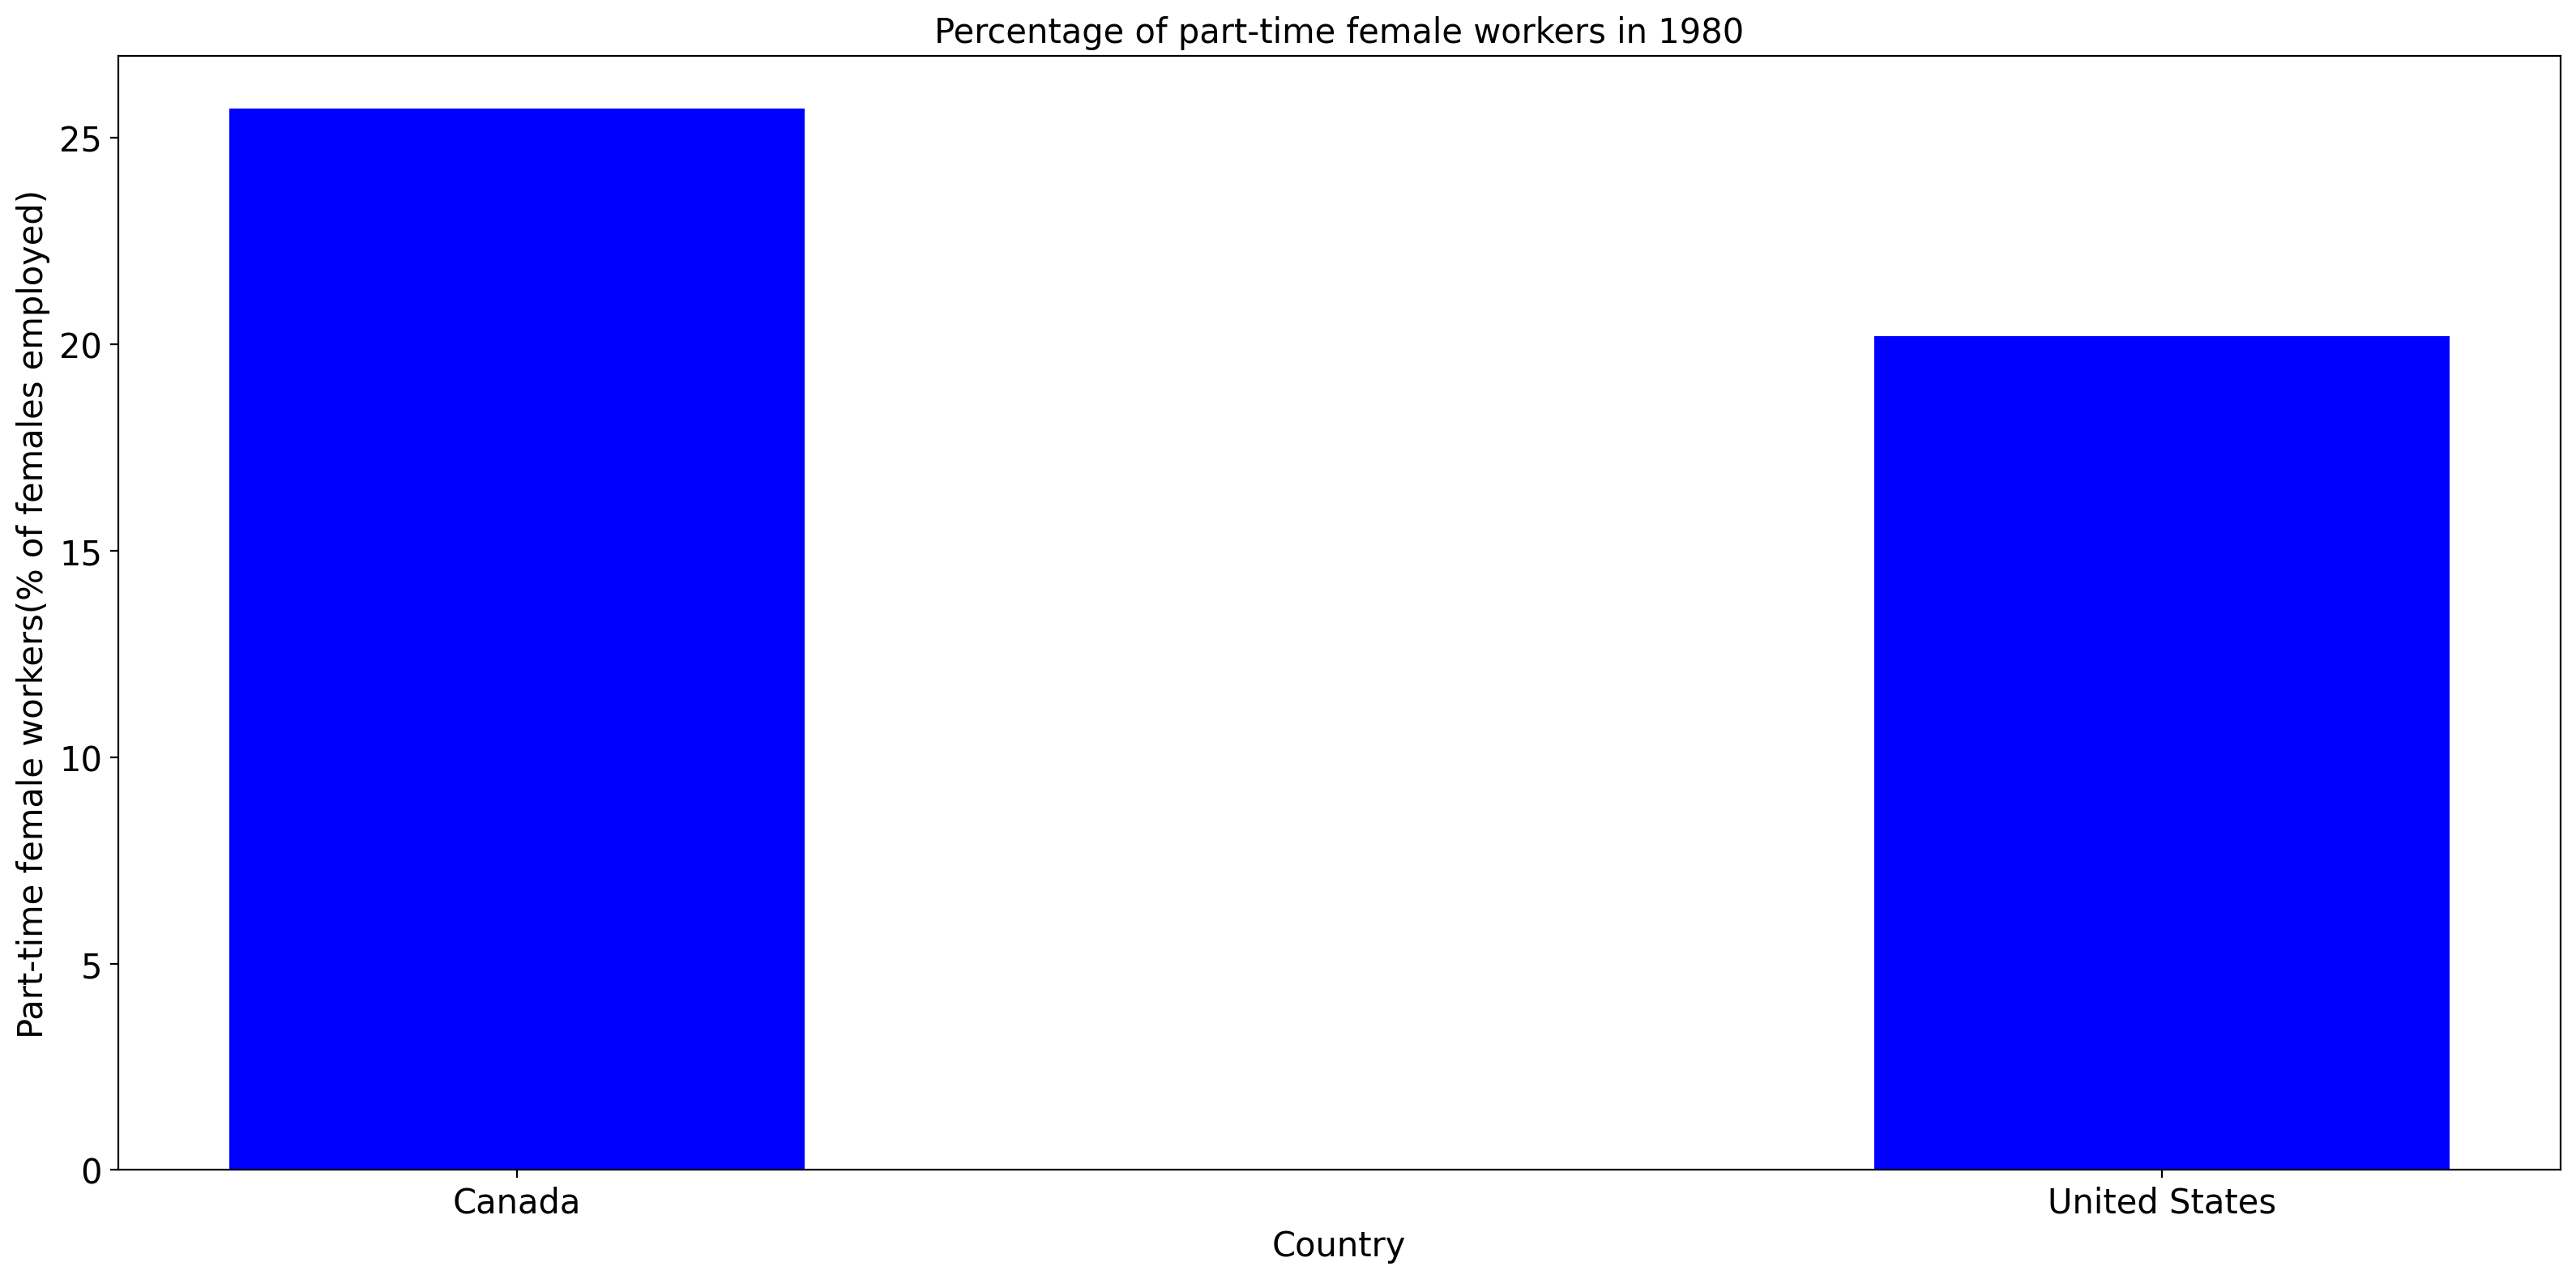 Percentage of part-time female workers in 1980
Part-time female workers(% of females employed)
25
20
15
10
5
0
Canada
United States
Country